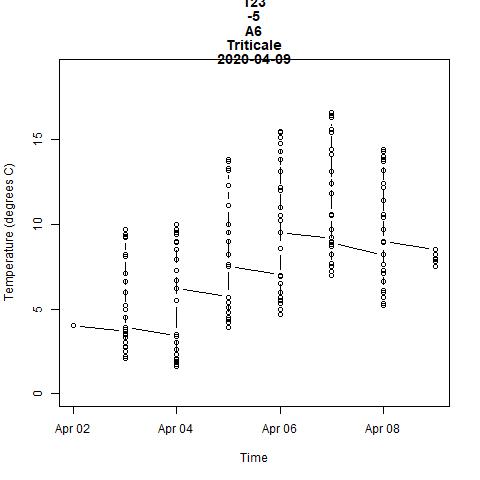 123
-5
A6
Triticale
2020-04-09
Temperature (degrees C)
15
10
5
0
Apr 02
Apr 04
Apr 06
Apr 08
Time